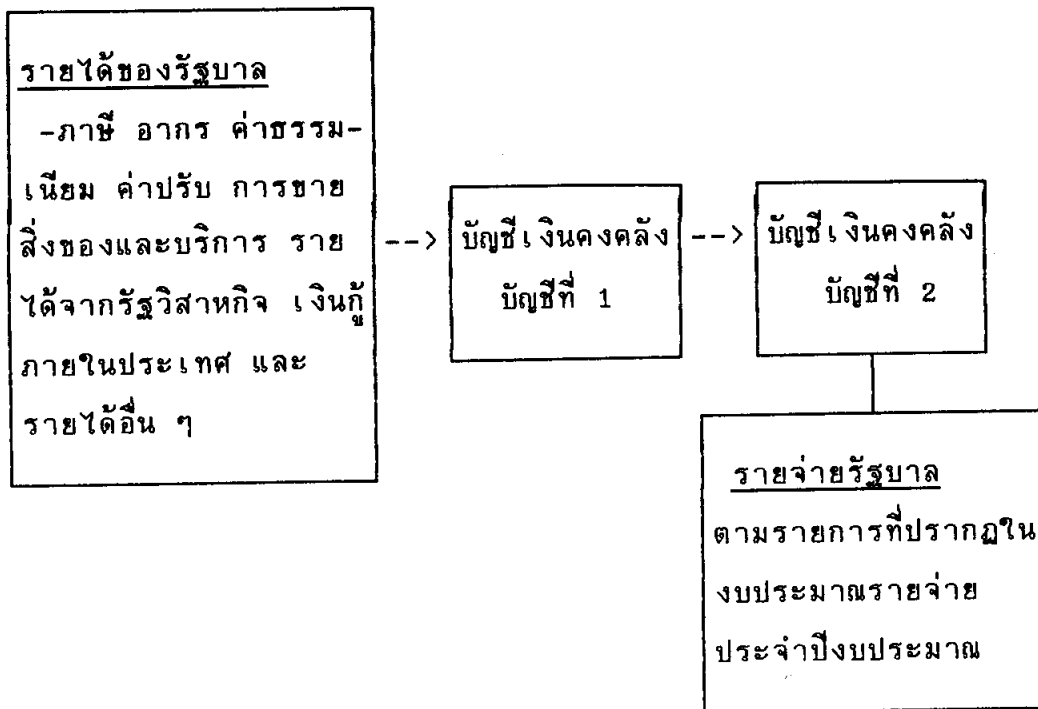 รายได้ของรัฐบาล
-ภาษี อากร ค่าธรรม-
เนียม ค่าปรับ การขาย
สิ่งของและบริการ ราย
ได้จากรัฐวิสาหกิจ เงินกู้
ภายในประเทศ และ
รายได้อื่น ๆ
-->
บัญชีเงินคงคลัง
บัญชีที่ 1
-->
บัญชีเงินคงคลัง
บัญชีที่ 2
รายจ่ายรัฐบาล
ตามรายการที่ปรากฏใน
งบประมาณรายจ่าย
ประจำปีงบประมาณ